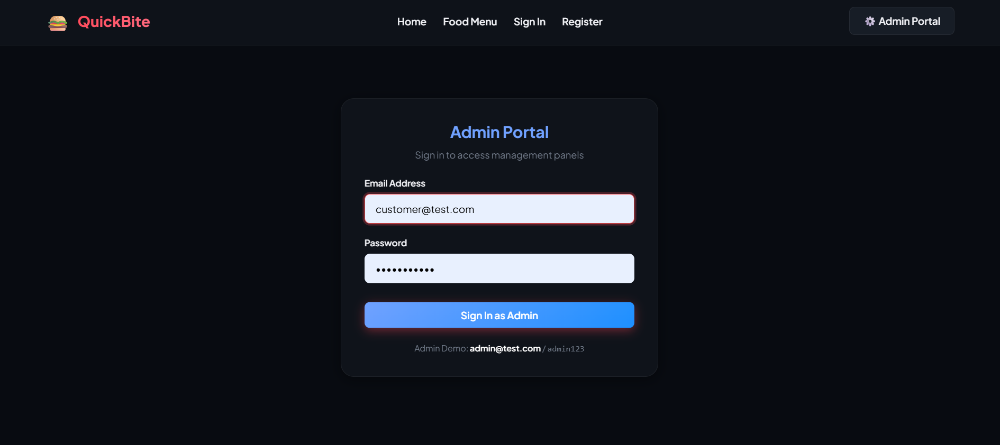 QuickBite
Home Food Menu Sign In Register
Admin Portal
Admin Portal
Sign in to access management panels
Email Address
customer@test.com
Password
•••••••••••
Sign In as Admin
Admin Demo: admin@test.com / admin123